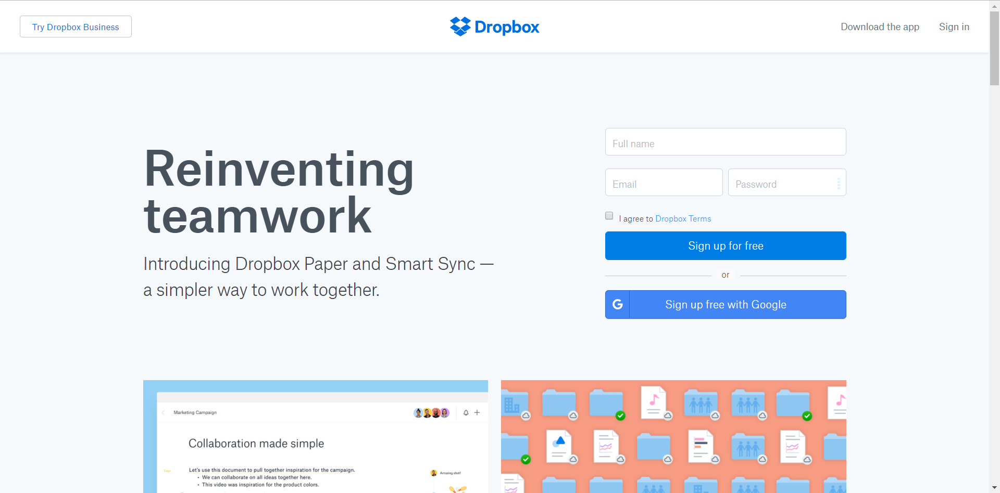 Try Dropbox Business
Dropbox
Download the app
Sign in
Reinventing
teamwork
Introducing Dropbox Paper and Smart Sync —
a simpler way to work together.
Full name
Email
Password
I agree to Dropbox Terms
Sign up for free
or
G
Sign up free with Google
Marketing Campaign
Collaboration made simple
Let's use this document to pull together inspiration for the campaign.
• We can collaborate on all ideas together here.
• This video was inspiration for the product colors.
Amazing shot!